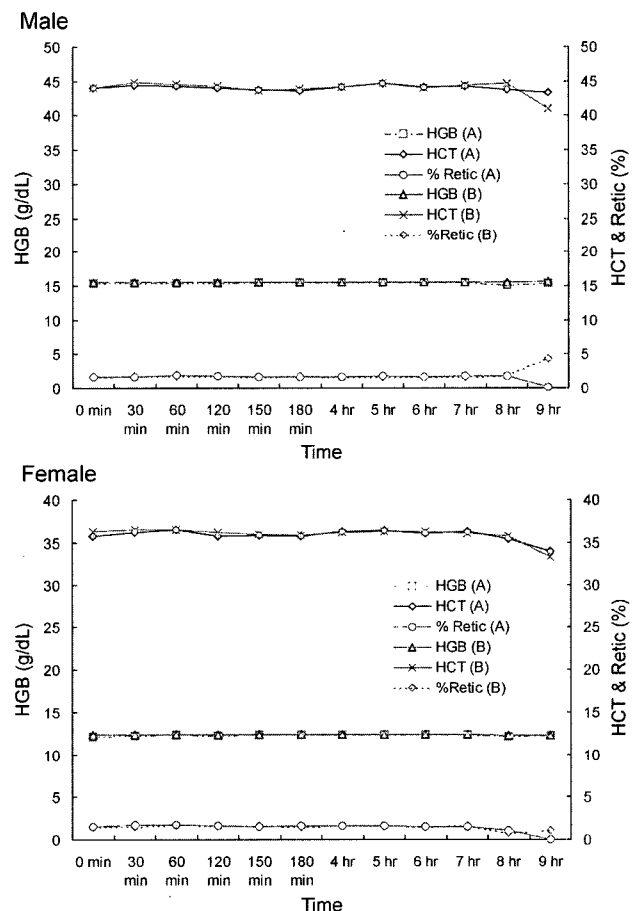 Male
50
45
40
35
30
25
20
15
10
5
0
HGB (g/dL)
HGB (A)
HCT (A)
% Retic (A)
HGB (B)
HCT (B)
%Retic (B)
50
45
40
35
30
25
20
15
10
5
0
HCT & Retic (%)
0 min 30 60 120 150 180 4 hr 5 hr 6 hr 7 hr 8 hr 9 hr
min min min min min
Time
Female
40
35
30
25
20
15
10
5
0
HGB (g/dL)
HGB (A)
HCT (A)
% Retic (A)
HGB (B)
HCT (B)
%Retic (B)
40
35
30
25
20
15
10
5
0
HCT & Retic (%)
0 min 30 60 120 150 180 4 hr 5 hr 6 hr 7 hr 8 hr 9 hr
min min min min min
Time